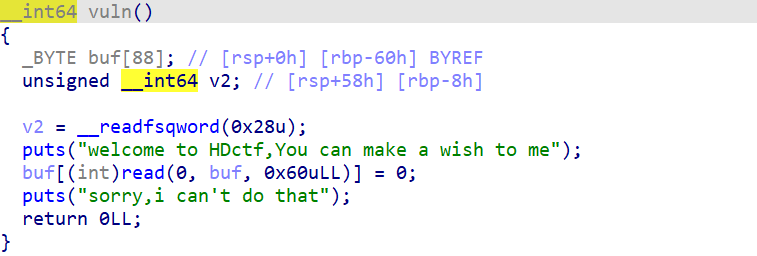 __int64 vuln()
{
  _BYTE buf[88]; // [rsp+0h] [rbp-60h] BYREF
  unsigned __int64 v2; // [rsp+58h] [rbp-8h]

  v2 = __readfsqword(0x28u);
  puts("welcome to HDctf,You can make a wish to me");
  buf[(int)read(0, buf, 0x60uLL)] = 0;
  puts("sorry,i can't do that");
  return 0LL;
}